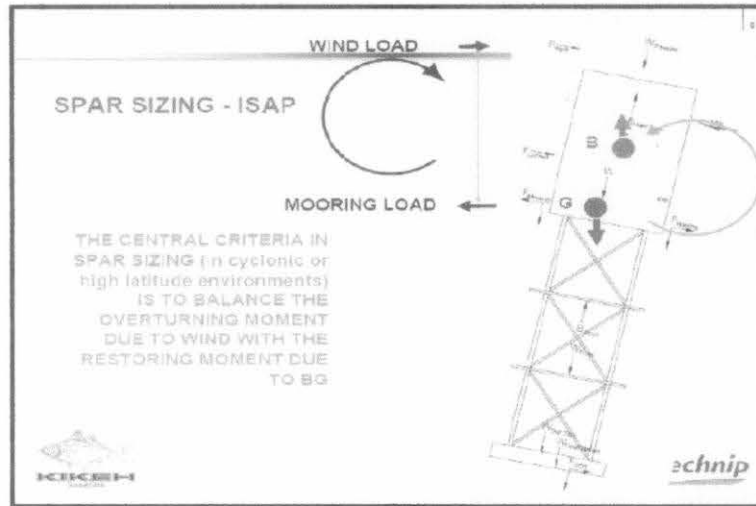 WIND LOAD
SPAR SIZING - ISAP
B
G
MOORING LOAD
THE CENTRAL CRITERIA IN
SPAR SIZING (in cyclonic or
high latitude environments)
IS TO BALANCE THE
OVERTURNING MOMENT
DUE TO WIND WITH THE
RESTORING MOMENT DUE
TO BG
KIKEH
echnip